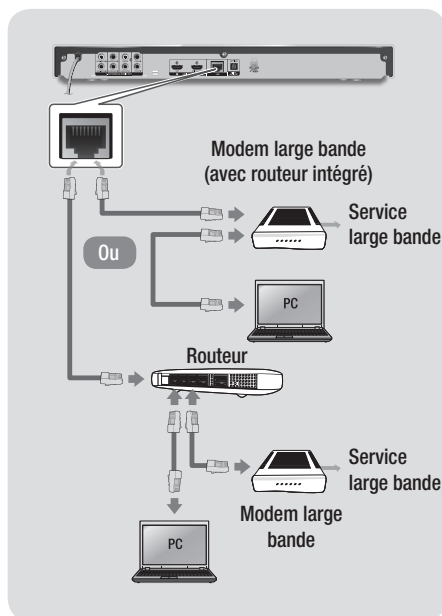 Modem large bande
(avec routeur intégré)
Service
large bande
Ou
PC
Routeur
Service
large bande
Modem large
bande
PC